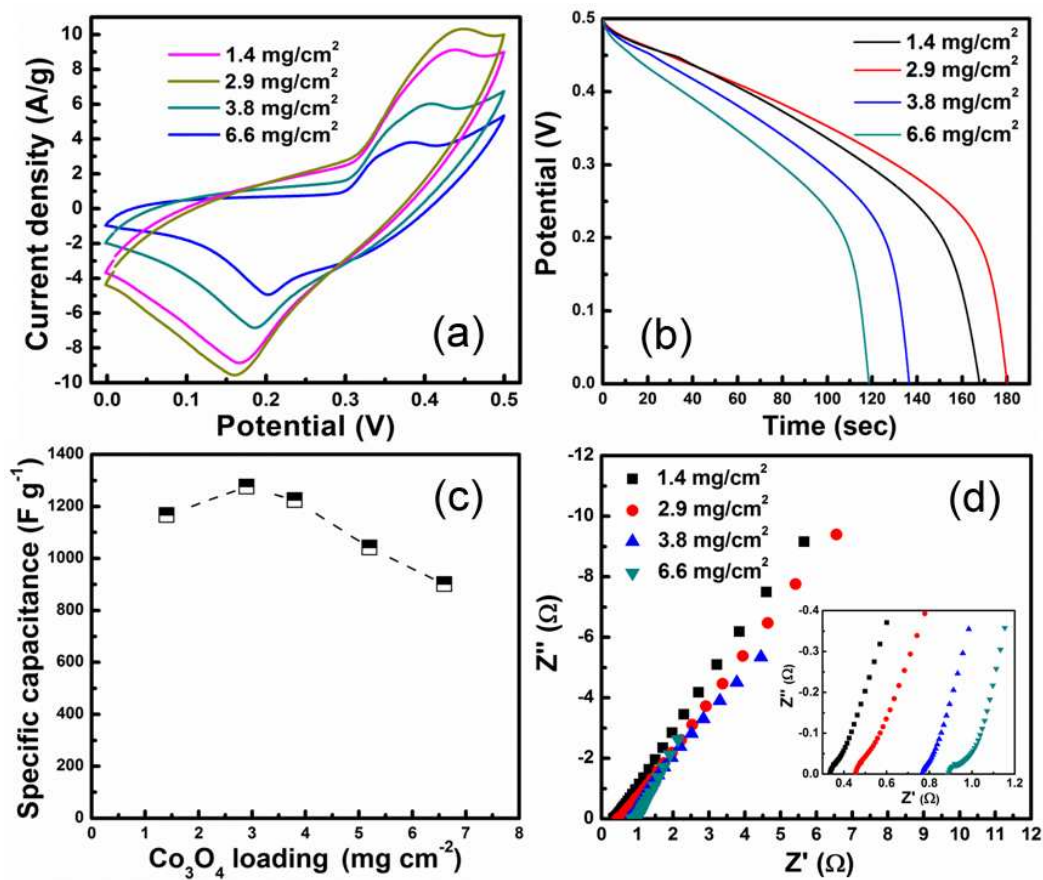 Current density (A/g)
10
8
6
4
2
0
-2
-4
-6
-8
-10
1.4 mg/cm²
2.9 mg/cm²
3.8 mg/cm²
6.6 mg/cm²
(a)
0.0 0.1 0.2 0.3 0.4 0.5
Potential (V)
Potential (V)
0.5
0.4
0.3
0.2
0.1
0.0
1.4 mg/cm²
2.9 mg/cm²
3.8 mg/cm²
6.6 mg/cm²
(b)
0 20 40 60 80 100 120 140 160 180
Time (sec)
Specific capacitance (F g⁻¹)
1400
1200
1000
800
600
400
200
0
(c)
0 1 2 3 4 5 6 7 8
Co₃O₄ loading (mg cm⁻²)
Z'' (Ω)
-12
-10
-8
-6
-4
-2
0
1.4 mg/cm²
2.9 mg/cm²
3.8 mg/cm²
6.6 mg/cm²
(d)
Z'' (Ω)
-0.4
-0.3
-0.2
-0.1
0.0
0.4 0.6 0.8 1.0 1.2
Z' (Ω)
0 1 2 3 4 5 6 7 8 9 10 11 12
Z' (Ω)